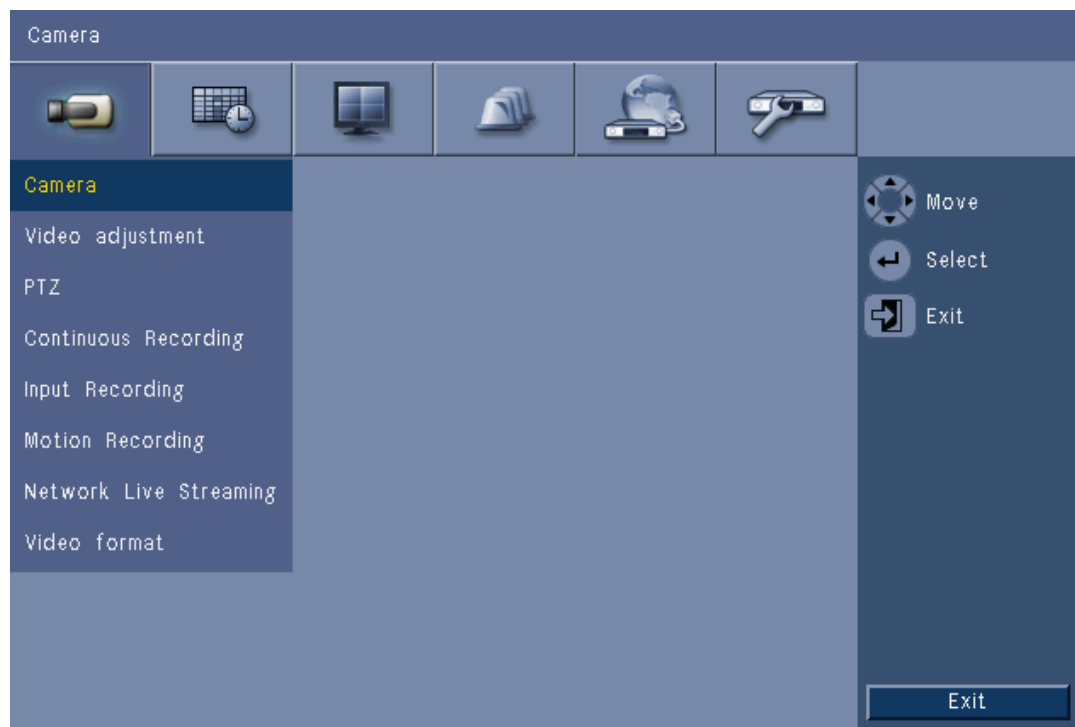 Camera
Camera
Video adjustment
PTZ
Continuous Recording
Input Recording
Motion Recording
Network Live Streaming
Video format
Move
Select
Exit
Exit